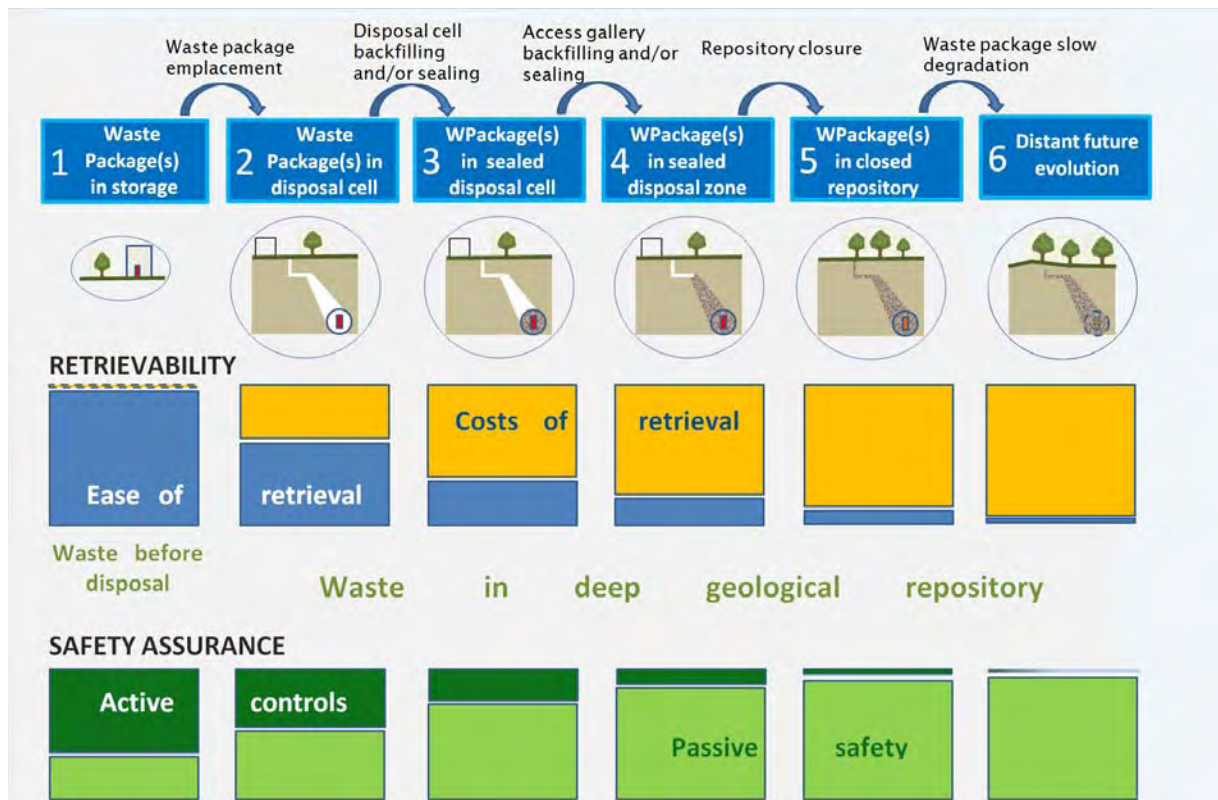 Waste package
emplacement
Disposal cell
backfilling
and/or sealing
Access gallery
backfilling and/or
sealing
Repository closure
Waste package slow
degradation
1 Waste
Package(s)
in storage
2 Waste
Package(s) in
disposal cell
3 WPackage(s)
in sealed
disposal cell
4 WPackage(s)
in sealed
disposal zone
5 WPackage(s)
in closed
repository
6 Distant future
evolution
RETRIEVABILITY
Costs of retrieval
Ease of retrieval
Waste before
disposal
Waste in deep geological repository
SAFETY ASSURANCE
Active controls
Passive safety